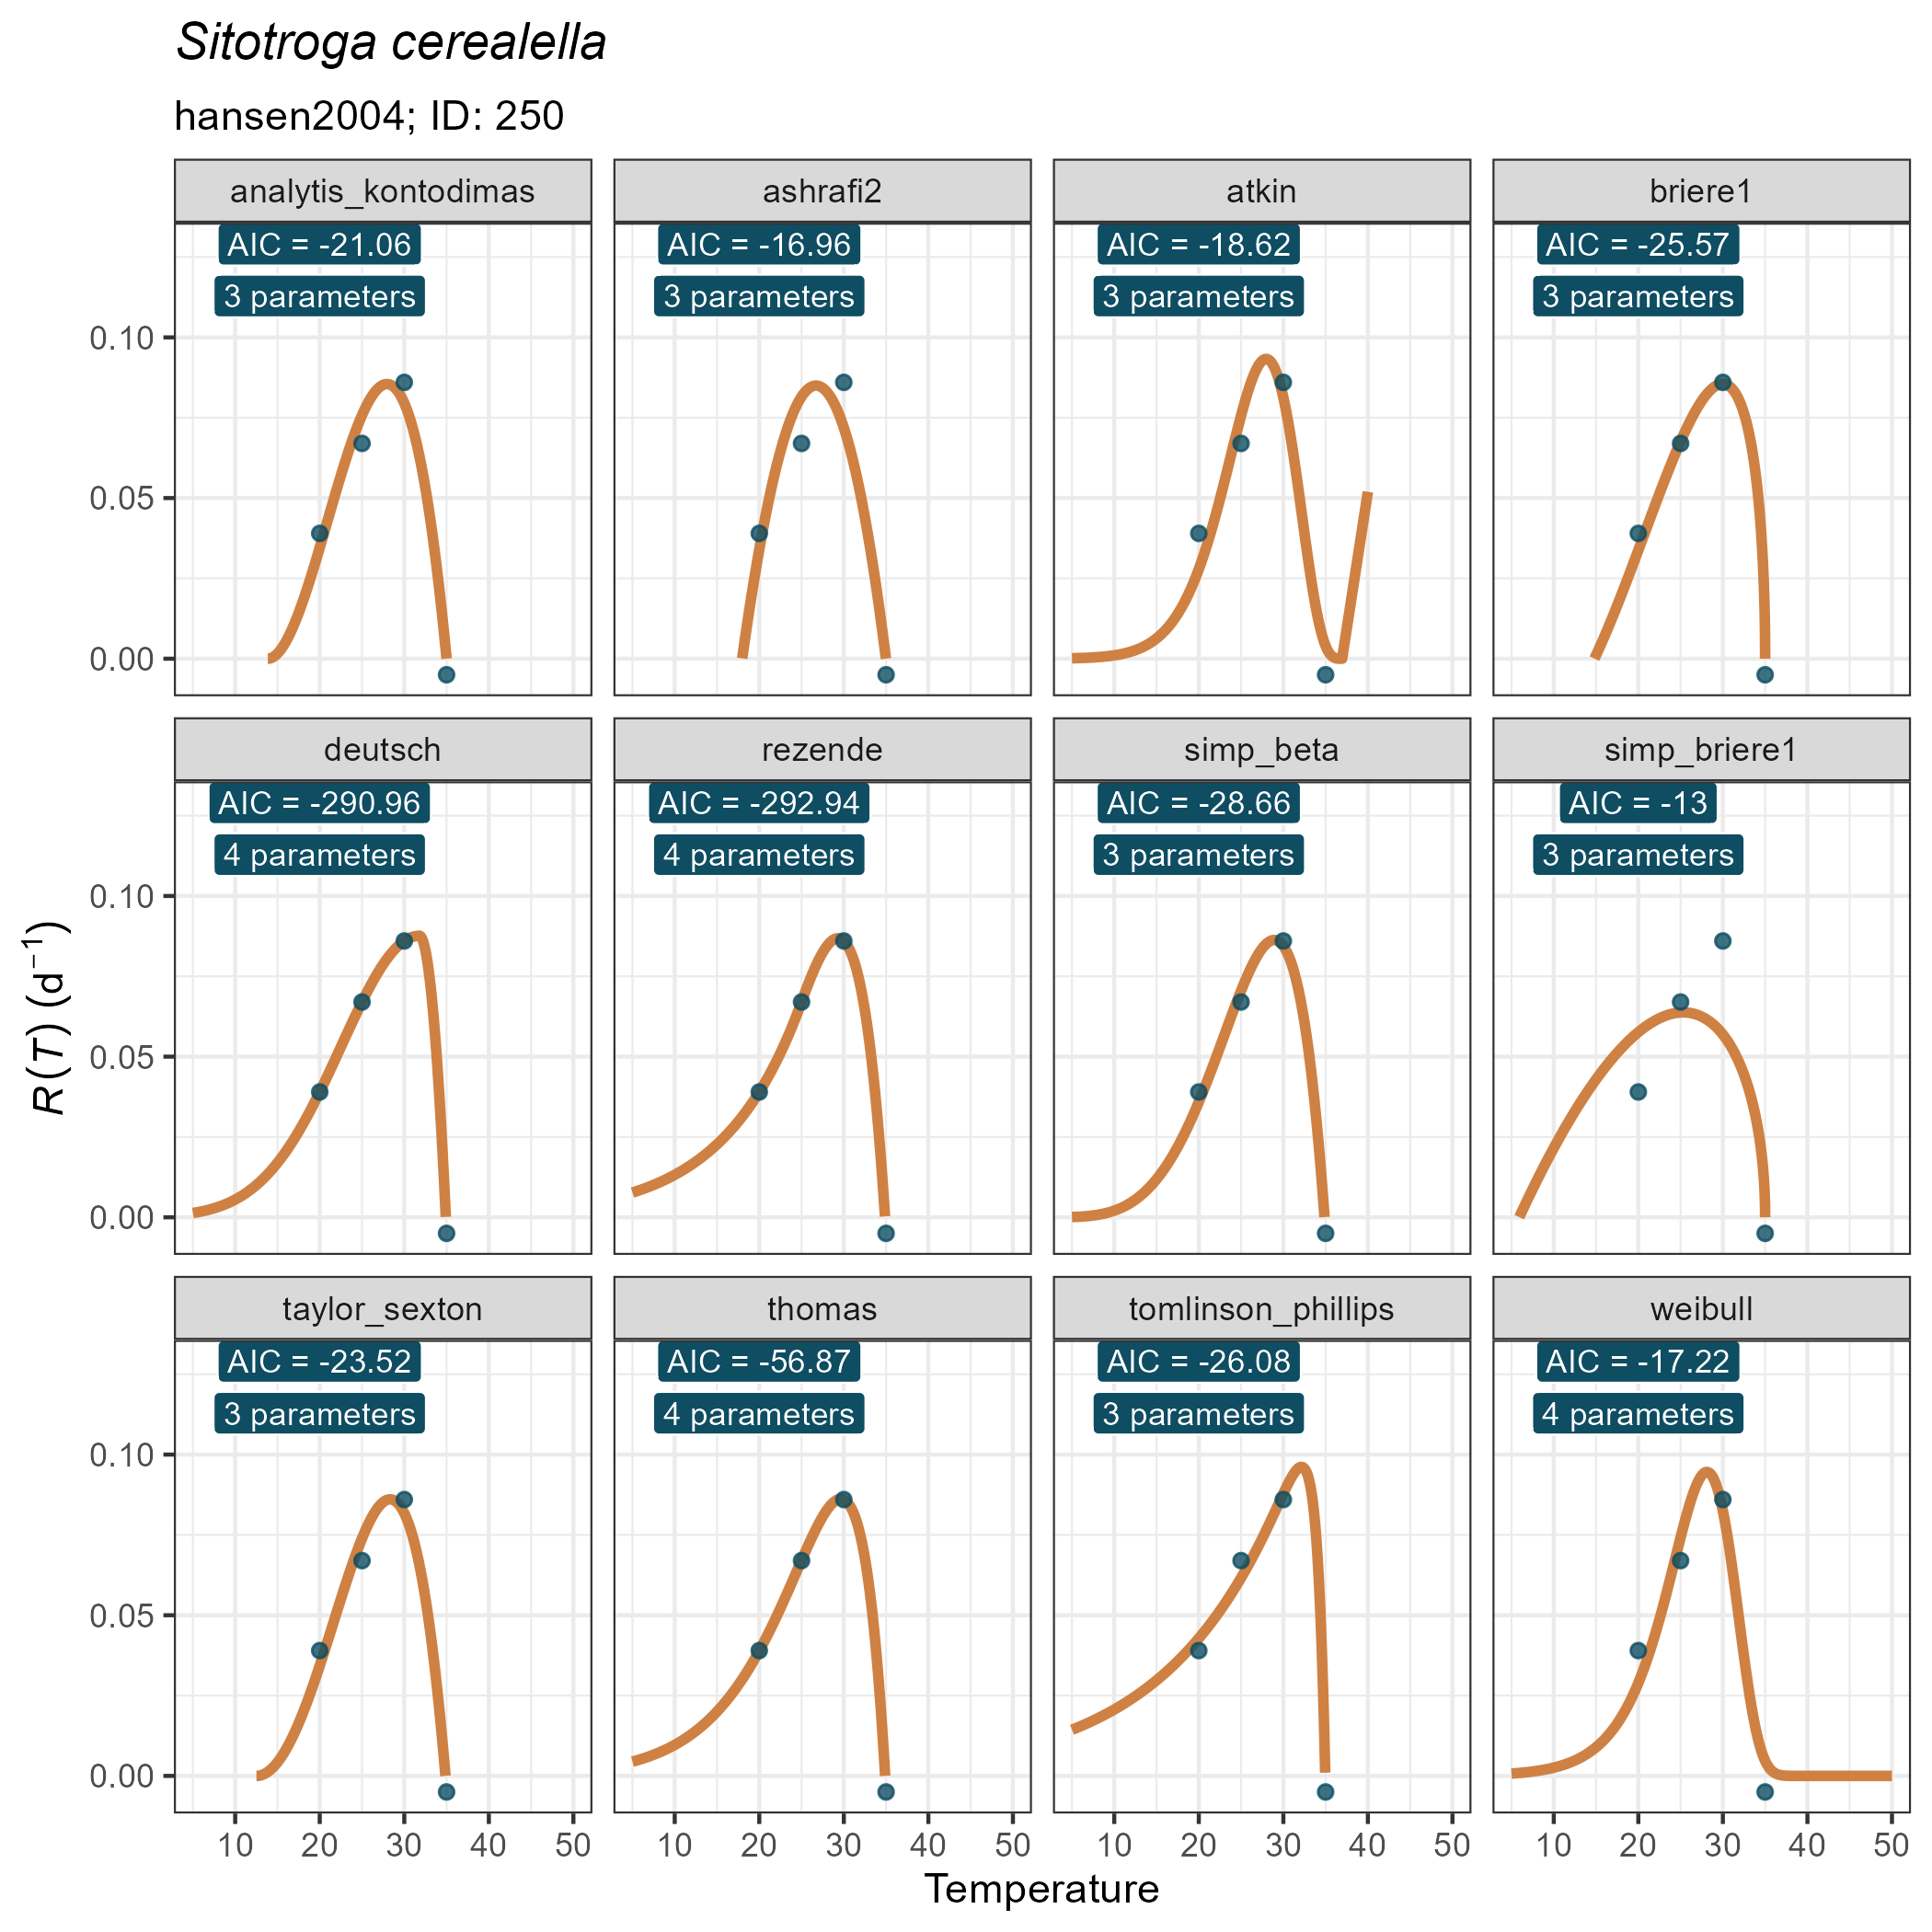 Sitotroga cerealella
hansen2004; ID: 250
analytis_kontodimas
AIC = -21.06
3 parameters
ashrafi2
AIC = -16.96
3 parameters
atkin
AIC = -18.62
3 parameters
briere1
AIC = -25.57
3 parameters
0.10
0.05
0.00
deutsch
AIC = -290.96
4 parameters
rezende
AIC = -292.94
4 parameters
simp_beta
AIC = -28.66
3 parameters
simp_briere1
AIC = -13
3 parameters
0.10
0.05
0.00
R(T) (d⁻¹)
taylor_sexton
AIC = -23.52
3 parameters
thomas
AIC = -56.87
4 parameters
tomlinson_phillips
AIC = -26.08
3 parameters
weibull
AIC = -17.22
4 parameters
0.10
0.05
0.00
10 20 30 40 50
10 20 30 40 50
10 20 30 40 50
10 20 30 40 50
Temperature